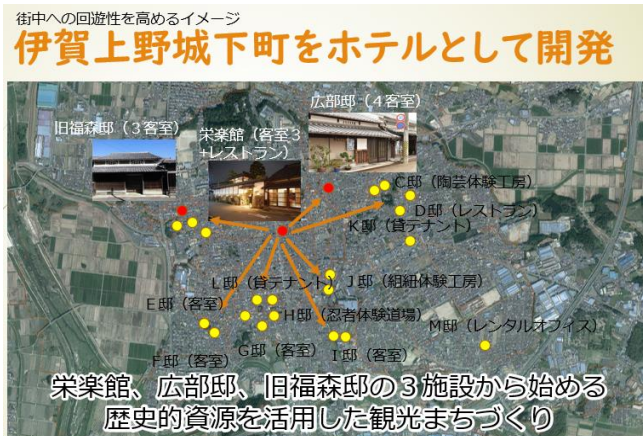 街中への回遊性を高めるイメージ
伊賀上野城下町をホテルとして開発
広部邸（４客室）
旧福森邸（３客室）
栄楽館（客室３
+レストラン）
C邸（陶芸体験工房）
D邸（レストラン）
K邸（貸テナント）
L邸（貸テナント）
J邸（組紐体験工房）
E邸（客室）
H邸（忍者体験道場）
M邸（レンタルオフィス）
F邸（客室）
G邸（客室）
I邸（客室）
栄楽館、広部邸、旧福森邸の３施設から始める
歴史的資源を活用した観光まちづくり